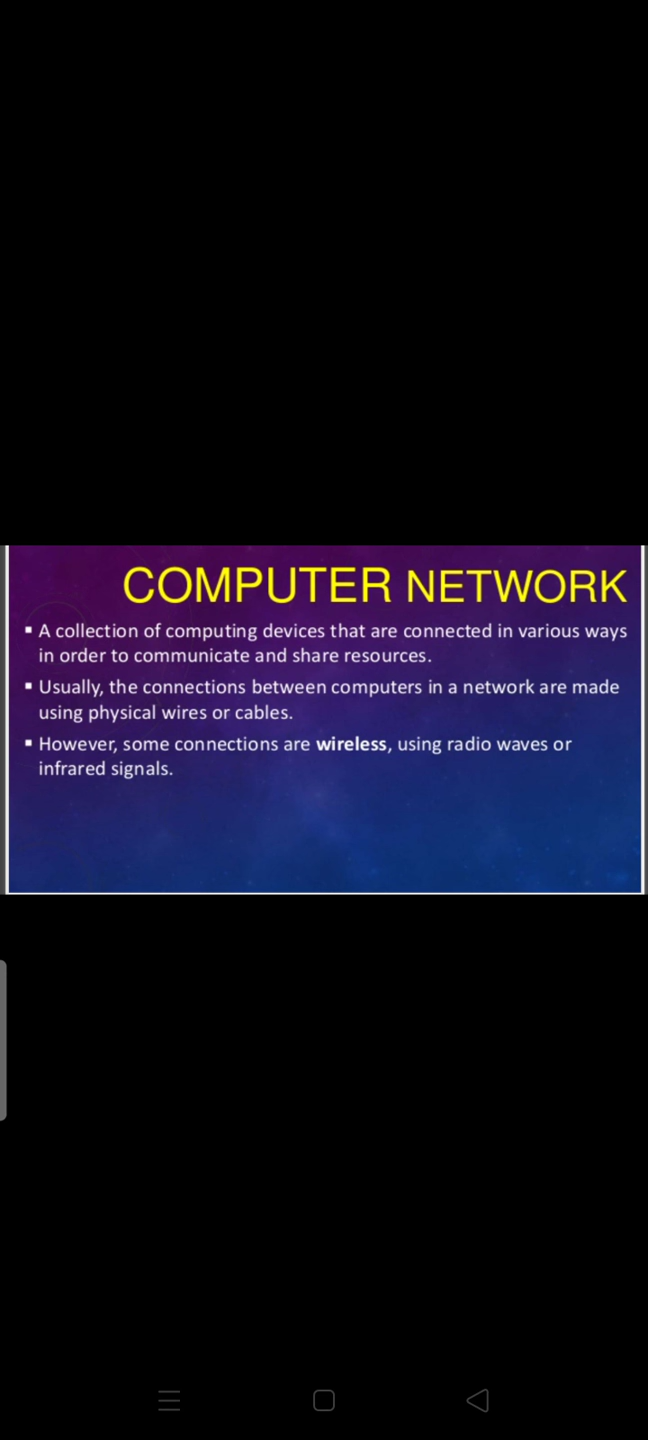 COMPUTER NETWORK
▪ A collection of computing devices that are connected in various ways
in order to communicate and share resources.
▪ Usually, the connections between computers in a network are made
using physical wires or cables.
▪ However, some connections are wireless, using radio waves or
infrared signals.